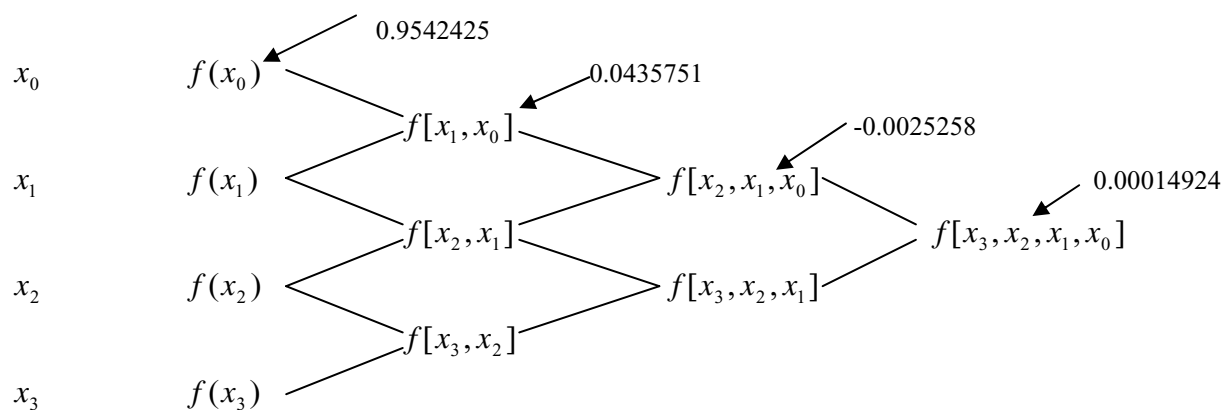 0.9542425
x₀ f(x₀) 0.0435751
f[x₁, x₀] -0.0025258
x₁ f(x₁) f[x₂, x₁, x₀] 0.00014924
f[x₂, x₁] f[x₃, x₂, x₁, x₀]
x₂ f(x₂) f[x₃, x₂, x₁]
f[x₃, x₂]
x₃ f(x₃)